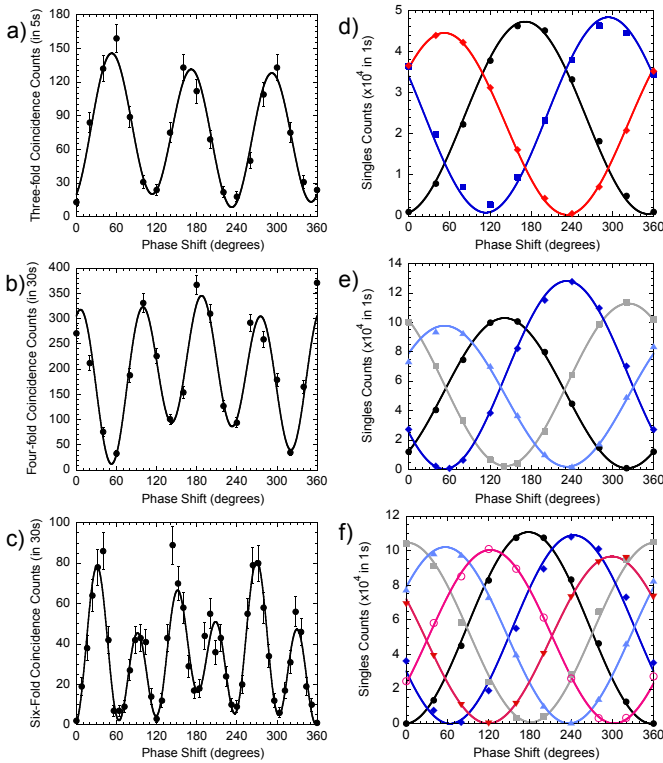 a)
Three-fold Coincidence Counts (in 5s)
180
150
120
90
60
30
0
0 60 120 180 240 300 360
Phase Shift (degrees)
d)
Singles Counts (x10⁴ in 1s)
5
4
3
2
1
0
0 60 120 180 240 300 360
Phase Shift (degrees)
b)
Four-fold Coincidence Counts (in 30s)
400
350
300
250
200
150
100
50
0
0 60 120 180 240 300 360
Phase Shift (degrees)
e)
Singles Counts (x10⁴ in 1s)
14
12
10
8
6
4
2
0
0 60 120 180 240 300 360
Phase Shift (degrees)
c)
Six-Fold Coincidence Counts (in 30s)
100
80
60
40
20
0
0 60 120 180 240 300 360
Phase Shift (degrees)
f)
Singles Counts (x10⁴ in 1s)
12
10
8
6
4
2
0
0 60 120 180 240 300 360
Phase Shift (degrees)